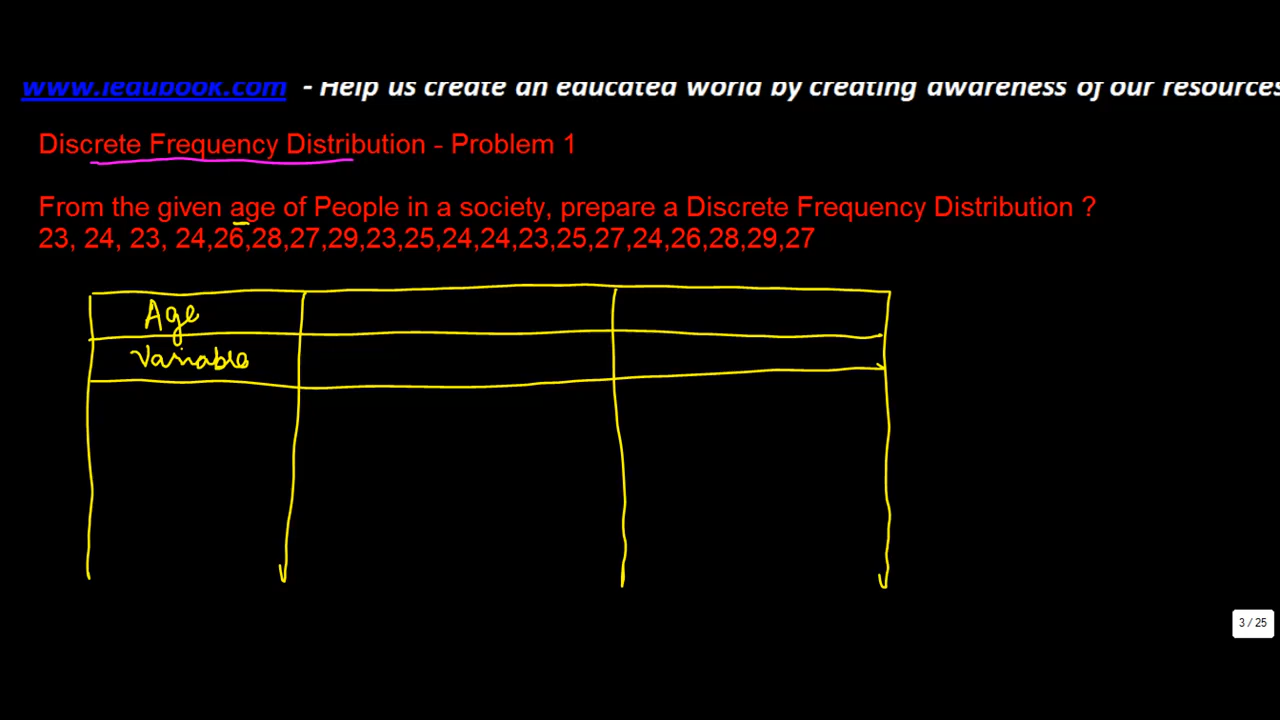 www.iedubook.com - Help us create an educated world by creating awareness of our resources
Discrete Frequency Distribution - Problem 1
From the given age of People in a society, prepare a Discrete Frequency Distribution ?
23, 24, 23, 24,26,28,27,29,23,25,24,24,23,25,27,24,26,28,29,27
Age
Variable
3 / 25